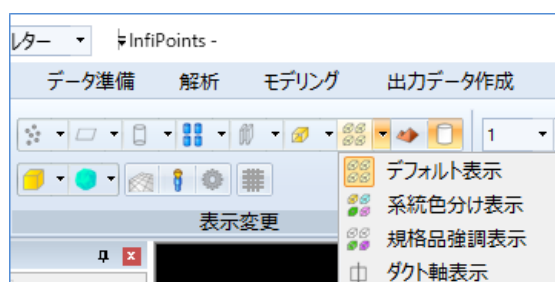 ルター InfiPoints -
データ準備 解析 モデリング 出力データ作成
1
デフォルト表示
系統色分け表示
規格品強調表示
表示変更
ダクト軸表示